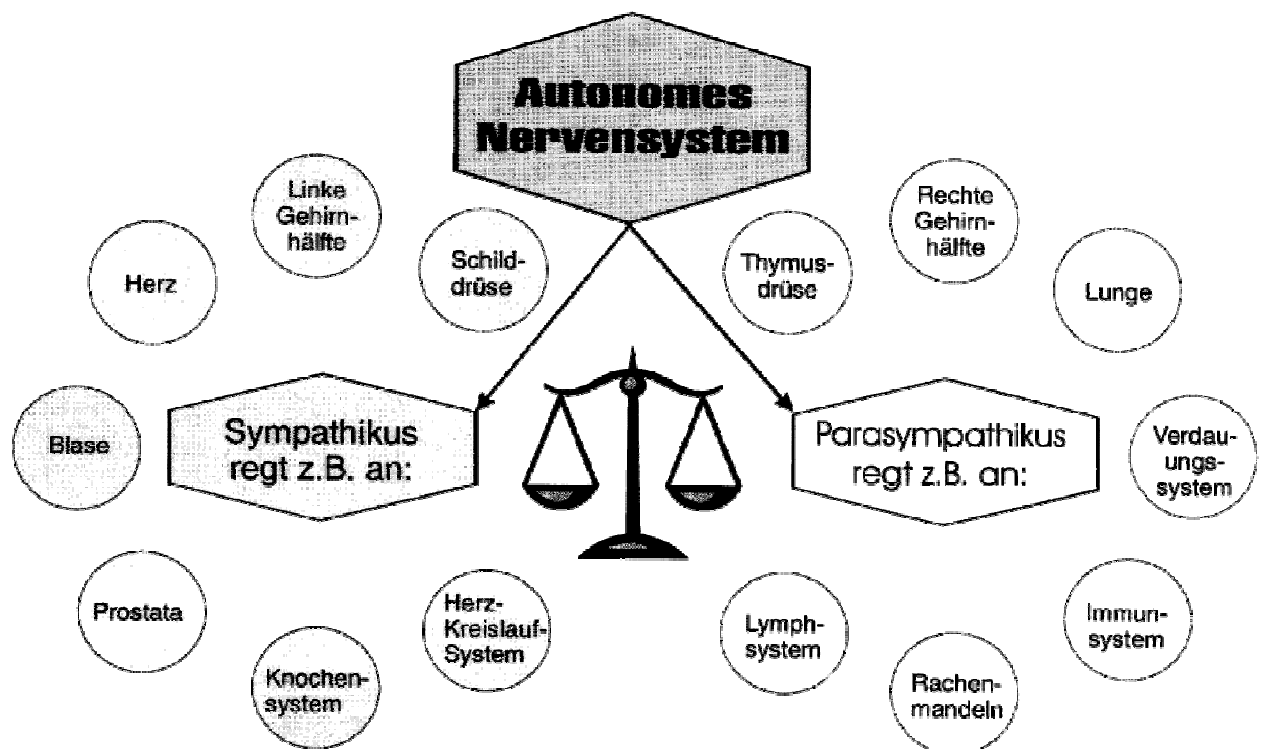 Autonomes
Nervensystem
Linke
Gehirn-
hälfte
Rechte
Gehirn-
hälfte
Herz
Schild-
drüse
Thymus-
drüse
Lunge
Blase
Sympathikus
regt z.B. an:
Parasympathikus
regt z.B. an:
Verdau-
ungs-
system
Prostata
Herz-
Kreislauf-
System
Lymph-
system
Immun-
system
Knochen-
system
Rachen-
mandeln